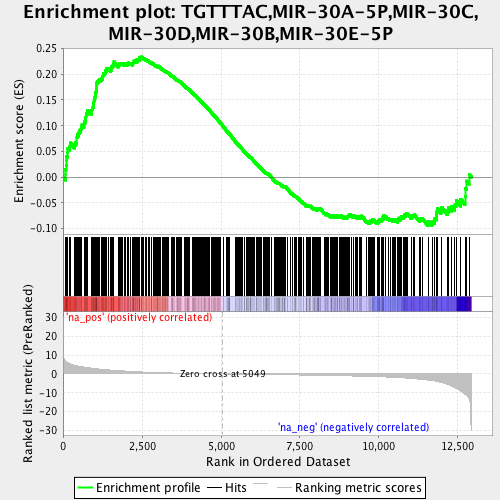 Enrichment plot: TGTTTAC,MIR-30A-5P,MIR-30C,
MIR-30D,MIR-30B,MIR-30E-5P
Enrichment score (ES)
0.25
0.20
0.15
0.10
0.05
0.00
-0.05
-0.10
Ranked list metric (PreRanked)
30
20
10
0
-10
-20
-30
'na_pos' (positively correlated)
Zero cross at 5049
'na_neg' (negatively correlated)
0
2,500
5,000
7,500
10,000
12,500
Rank in Ordered Dataset
Enrichment profile
Hits
Ranking metric scores